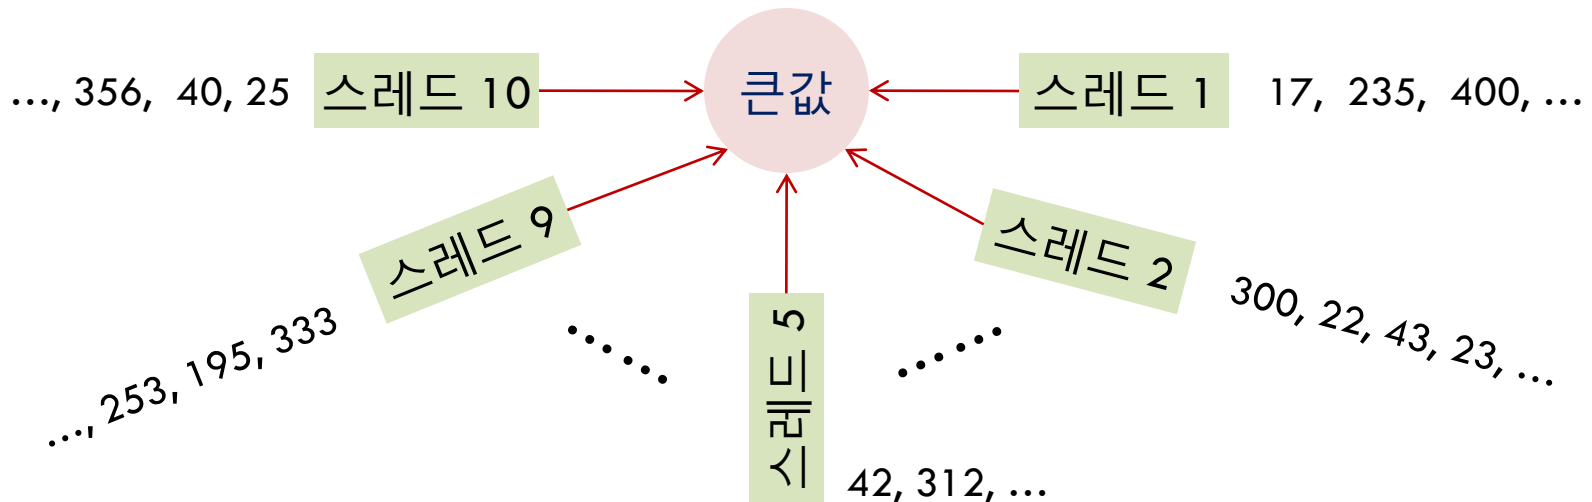 …, 356, 40, 25 스레드 10 큰값 스레드 1 17, 235, 400, …
스레드 9
스레드 2
…, 253, 195, 333
300, 22, 43, 23, …
스레드 5
42, 312, …